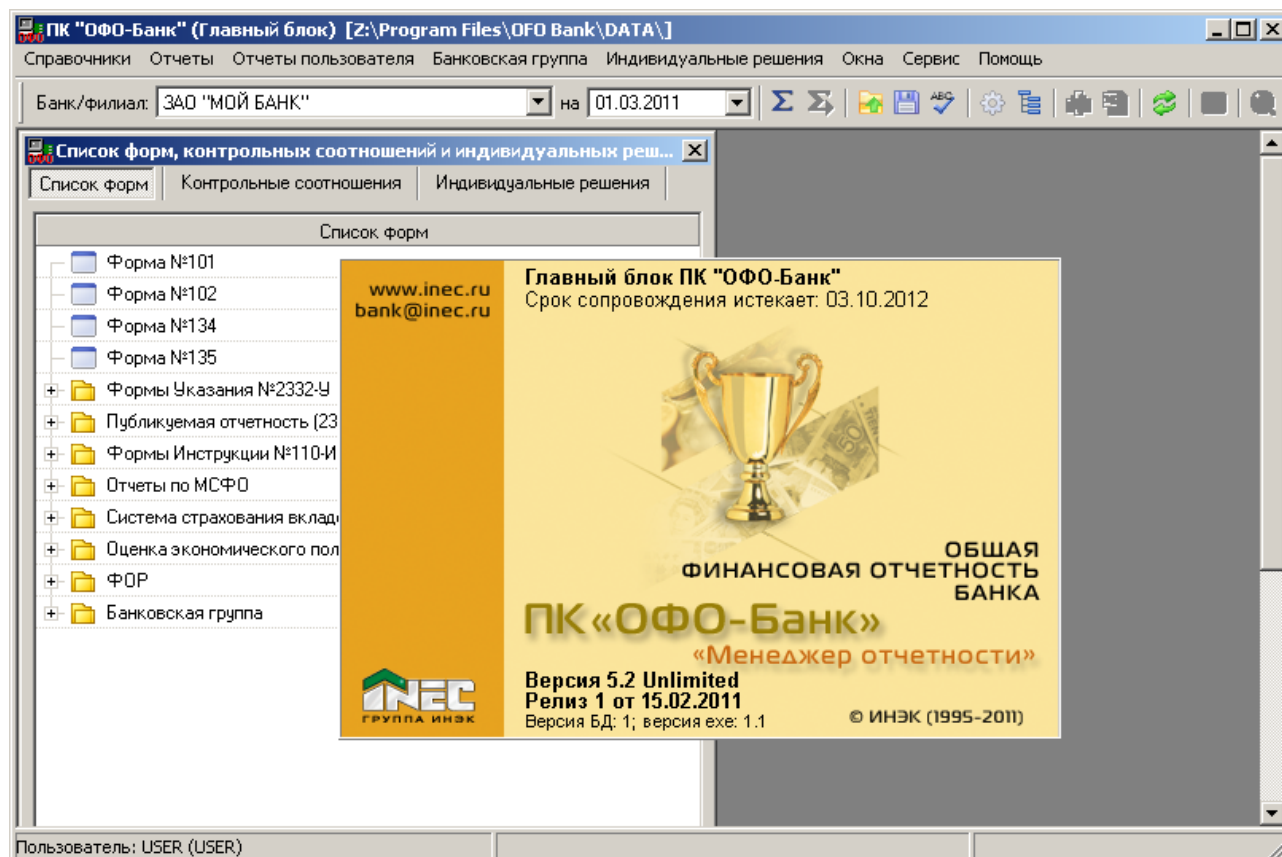 ПК "ОФО-Банк" (Главный блок) [Z:\Program Files\OFO Bank\DATA\]
Справочники Отчеты Отчеты пользователя Банковская группа Индивидуальные решения Окна Сервис Помощь
Банк/филиал: ЗАО "МОЙ БАНК" на 01.03.2011
Список форм, контрольных соотношений и индивидуальных реш...
Список форм Контрольные соотношения Индивидуальные решения
Список форм
Форма №101
Форма №102
Форма №134
Форма №135
Формы Указания №2332-У
Публикуемая отчетность (23
Формы Инструкции №110-И
Отчеты по МСФО
Система страхования вклад
Оценка экономического пол
ФОР
Банковская группа
www.inec.ru
bank@inec.ru
Главный блок ПК "ОФО-Банк"
Срок сопровождения истекает: 03.10.2012
ОБЩАЯ
ФИНАНСОВАЯ ОТЧЕТНОСТЬ
БАНКА
ПК «ОФО-Банк»
«Менеджер отчетности»
Версия 5.2 Unlimited
Релиз 1 от 15.02.2011
Версия БД: 1; версия exe: 1.1
© ИНЭК (1995-2011)
INEC
ГРУППА ИНЭК
Пользователь: USER (USER)